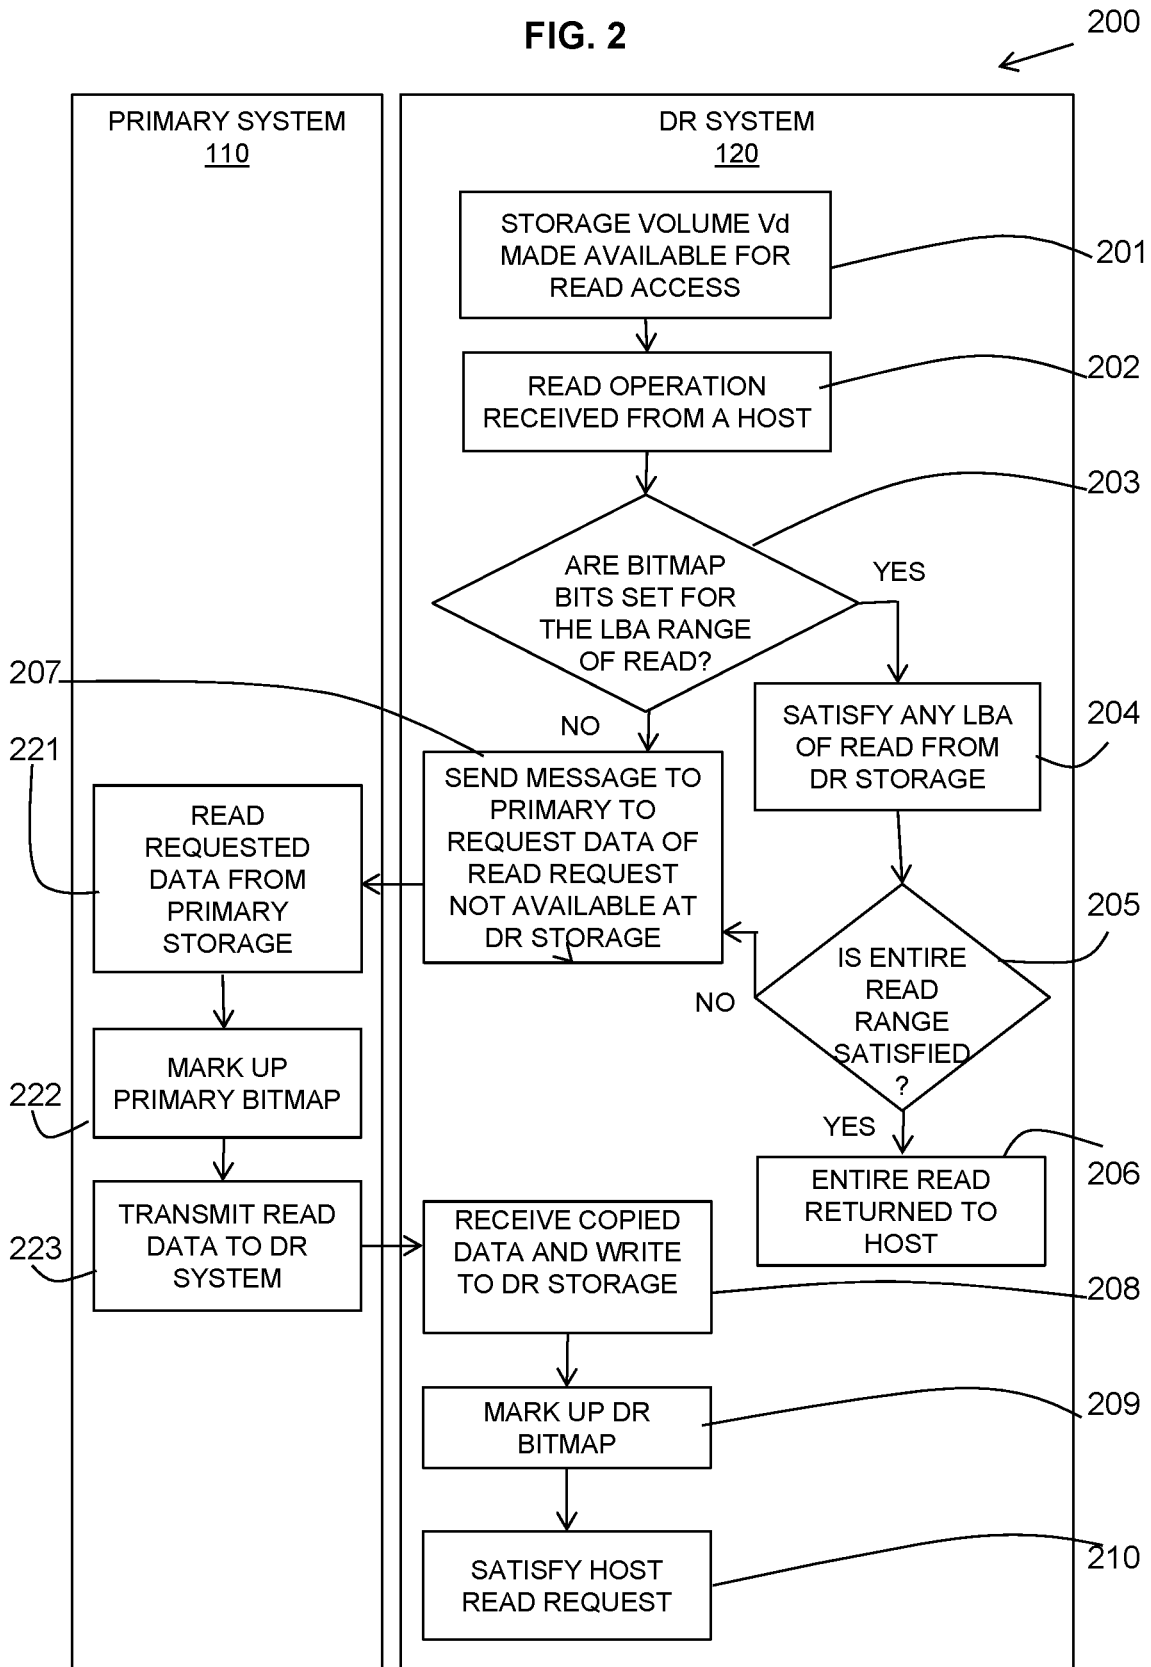 FIG. 2
200
PRIMARY SYSTEM
110
DR SYSTEM
120
STORAGE VOLUME Vd
MADE AVAILABLE FOR
READ ACCESS
201
READ OPERATION
RECEIVED FROM A HOST
202
203
ARE BITMAP
BITS SET FOR
THE LBA RANGE
OF READ?
YES
NO
207
SATISFY ANY LBA
OF READ FROM
DR STORAGE
204
SEND MESSAGE TO
PRIMARY TO
REQUEST DATA OF
READ REQUEST
NOT AVAILABLE AT
DR STORAGE
221
READ
REQUESTED
DATA FROM
PRIMARY
STORAGE
205
IS ENTIRE
READ
RANGE
SATISFIED
?
NO
YES
MARK UP
PRIMARY BITMAP
222
206
ENTIRE READ
RETURNED TO
HOST
TRANSMIT READ
DATA TO DR
SYSTEM
223
RECEIVE COPIED
DATA AND WRITE
TO DR STORAGE
208
MARK UP DR
BITMAP
209
SATISFY HOST
READ REQUEST
210